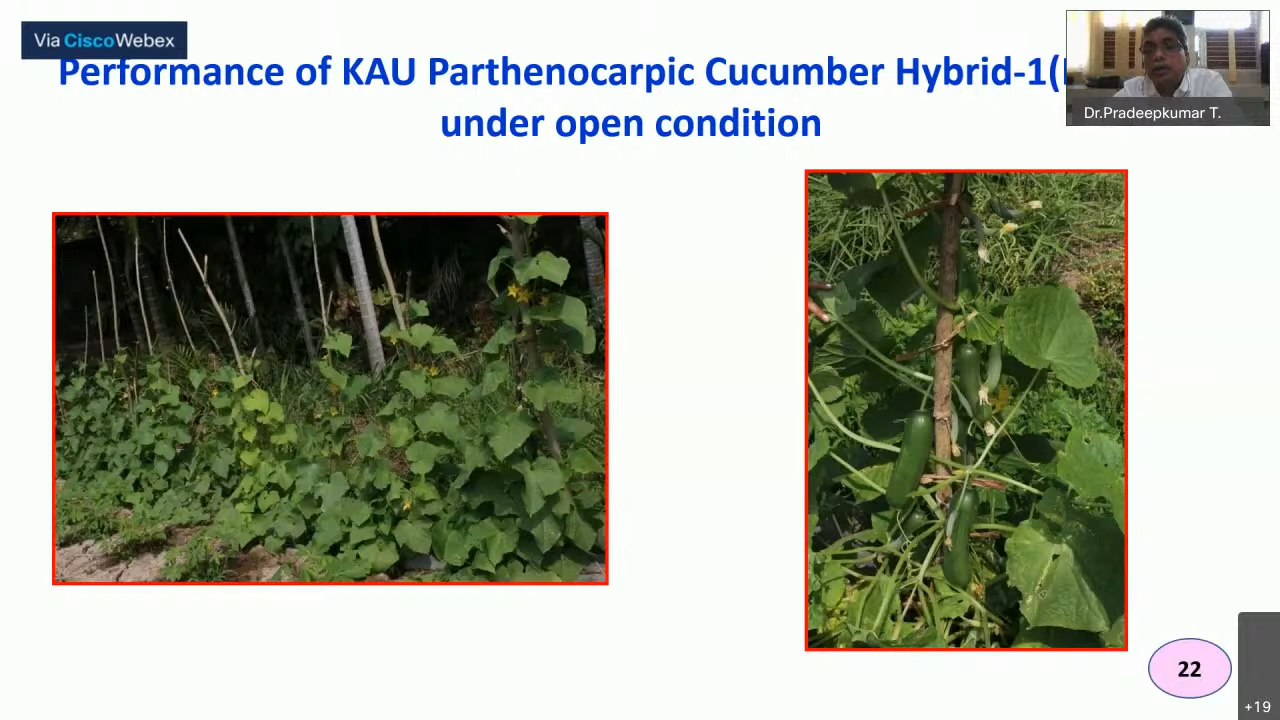 Via CiscoWebex
Performance of KAU Parthenocarpic Cucumber Hybrid-1(
under open condition
Dr.Pradeepkumar T.
22
+19